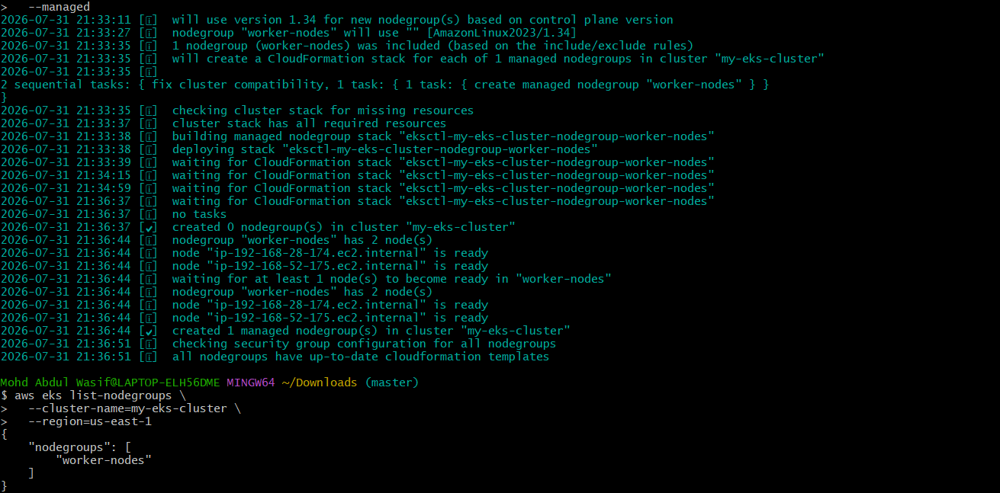 >   --managed
2026-07-31 21:33:11 [ℹ]  will use version 1.34 for new nodegroup(s) based on control plane version
2026-07-31 21:33:27 [ℹ]  nodegroup "worker-nodes" will use "" [AmazonLinux2023/1.34]
2026-07-31 21:33:35 [ℹ]  1 nodegroup (worker-nodes) was included (based on the include/exclude rules)
2026-07-31 21:33:35 [ℹ]  will create a CloudFormation stack for each of 1 managed nodegroups in cluster "my-eks-cluster"
2026-07-31 21:33:35 [ℹ]
2 sequential tasks: { fix cluster compatibility, 1 task: { 1 task: { create managed nodegroup "worker-nodes" } }
}
2026-07-31 21:33:35 [ℹ]  checking cluster stack for missing resources
2026-07-31 21:33:37 [ℹ]  cluster stack has all required resources
2026-07-31 21:33:38 [ℹ]  building managed nodegroup stack "eksctl-my-eks-cluster-nodegroup-worker-nodes"
2026-07-31 21:33:38 [ℹ]  deploying stack "eksctl-my-eks-cluster-nodegroup-worker-nodes"
2026-07-31 21:33:39 [ℹ]  waiting for CloudFormation stack "eksctl-my-eks-cluster-nodegroup-worker-nodes"
2026-07-31 21:34:15 [ℹ]  waiting for CloudFormation stack "eksctl-my-eks-cluster-nodegroup-worker-nodes"
2026-07-31 21:34:59 [ℹ]  waiting for CloudFormation stack "eksctl-my-eks-cluster-nodegroup-worker-nodes"
2026-07-31 21:36:37 [ℹ]  waiting for CloudFormation stack "eksctl-my-eks-cluster-nodegroup-worker-nodes"
2026-07-31 21:36:37 [ℹ]  no tasks
2026-07-31 21:36:37 [✔]  created 0 nodegroup(s) in cluster "my-eks-cluster"
2026-07-31 21:36:44 [ℹ]  nodegroup "worker-nodes" has 2 node(s)
2026-07-31 21:36:44 [ℹ]  node "ip-192-168-28-174.ec2.internal" is ready
2026-07-31 21:36:44 [ℹ]  node "ip-192-168-52-175.ec2.internal" is ready
2026-07-31 21:36:44 [ℹ]  waiting for at least 1 node(s) to become ready in "worker-nodes"
2026-07-31 21:36:44 [ℹ]  nodegroup "worker-nodes" has 2 node(s)
2026-07-31 21:36:44 [ℹ]  node "ip-192-168-28-174.ec2.internal" is ready
2026-07-31 21:36:44 [ℹ]  node "ip-192-168-52-175.ec2.internal" is ready
2026-07-31 21:36:44 [✔]  created 1 managed nodegroup(s) in cluster "my-eks-cluster"
2026-07-31 21:36:51 [ℹ]  checking security group configuration for all nodegroups
2026-07-31 21:36:51 [ℹ]  all nodegroups have up-to-date cloudformation templates

Mohd Abdul Wasif@LAPTOP-ELH56DME MINGW64 ~/Downloads (master)
$ aws eks list-nodegroups \
>   --cluster-name=my-eks-cluster \
>   --region=us-east-1
{
    "nodegroups": [
        "worker-nodes"
    ]
}